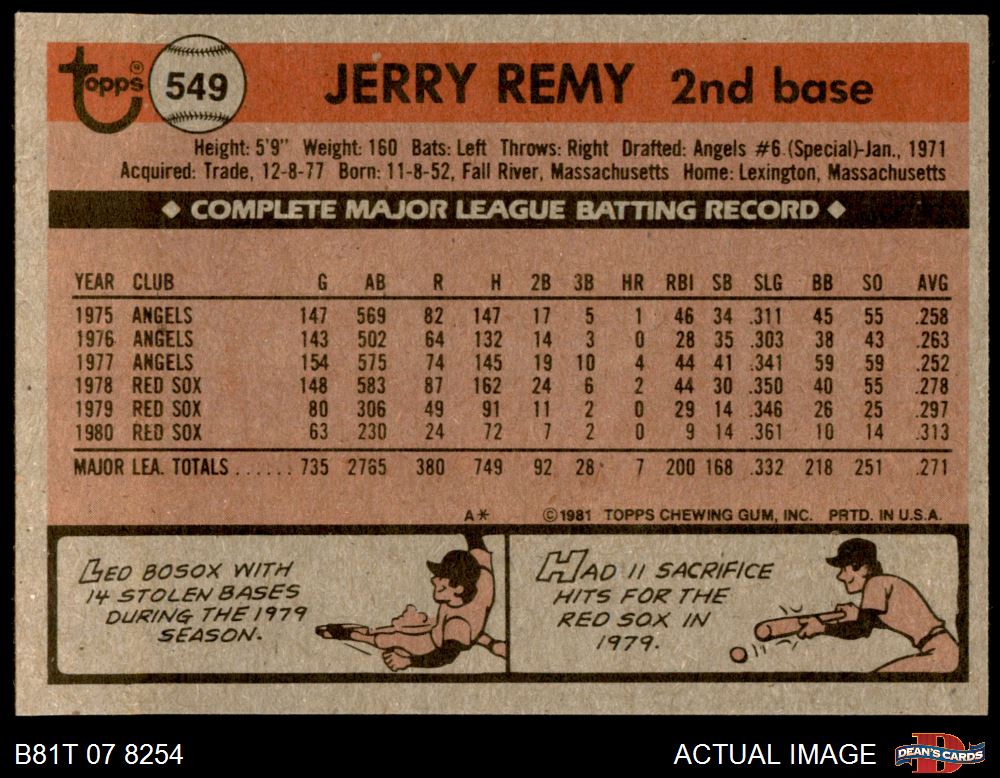 Topps
549
JERRY REMY 2nd base
Height: 5'9" Weight: 160 Bats: Left Throws: Right Drafted: Angels #6 (Special)-Jan., 1971
Acquired: Trade, 12-8-77 Born: 11-8-52, Fall River, Massachusetts Home: Lexington, Massachusetts
◆ COMPLETE MAJOR LEAGUE BATTING RECORD ◆
YEAR CLUB G AB R H 2B 3B HR RBI SB SLG BB SO AVG
1975 ANGELS 147 569 82 147 17 5 1 46 34 .311 45 55 .258
1976 ANGELS 143 502 64 132 14 3 0 28 35 .303 38 43 .263
1977 ANGELS 154 575 74 145 19 10 4 44 41 .341 59 59 .252
1978 RED SOX 148 583 87 162 24 6 2 44 30 .350 40 55 .278
1979 RED SOX 80 306 49 91 11 2 0 29 14 .346 26 25 .297
1980 RED SOX 63 230 24 72 7 2 0 9 14 .361 10 14 .313
MAJOR LEA. TOTALS ...... 735 2765 380 749 92 28 7 200 168 .332 218 251 .271
A* ©1981 TOPPS CHEWING GUM, INC. PRTD. IN U.S.A.
LED BOSOX WITH
14 STOLEN BASES
DURING THE 1979
SEASON.
HAD 11 SACRIFICE
HITS FOR THE
RED SOX IN
1979.
B81T 07 8254
ACTUAL IMAGE
D
DEAN'S CARDS